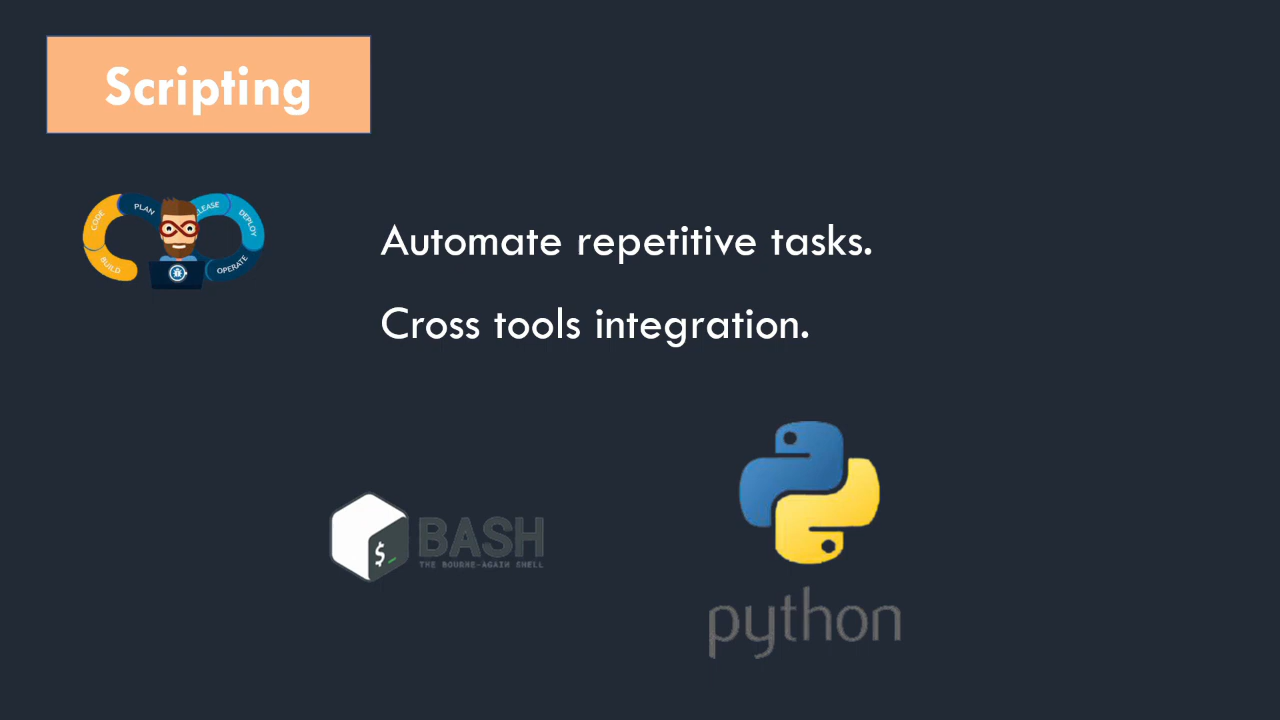 Scripting
CODE
PLAN
LEASE
DEPLOY
BUILD
OPERATE
Automate repetitive tasks.
Cross tools integration.
$_
BASH
THE BOURNE-AGAIN SHELL
python